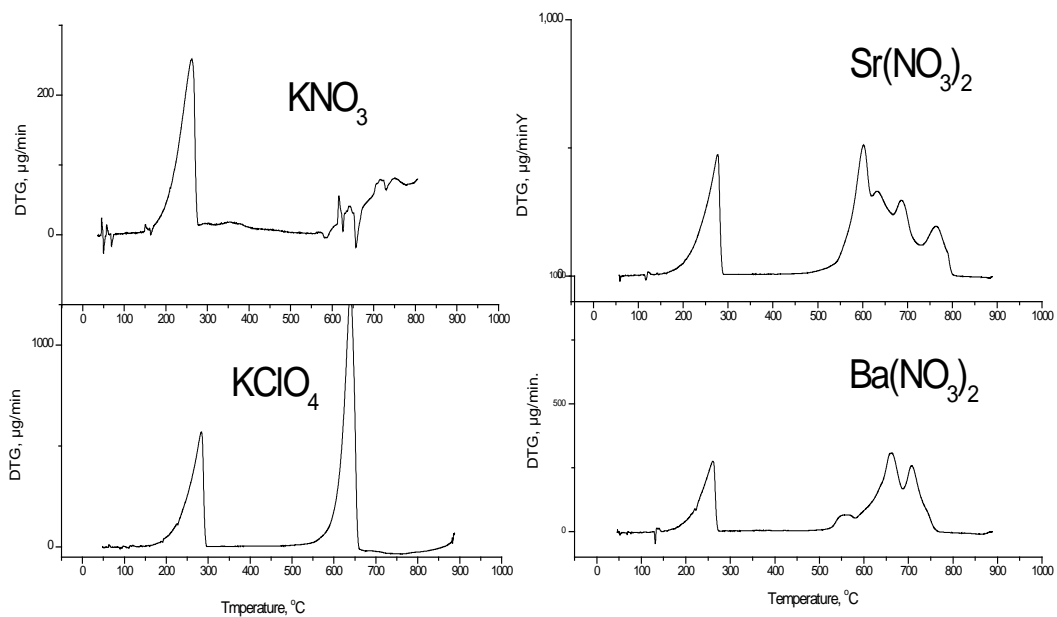 DTG, µg/min
200
100
0
KNO3
0 100 200 300 400 500 600 700 800 900 1000
DTG, µg/min
1000
0
KClO4
0 100 200 300 400 500 600 700 800 900 1000
Tmperature, °C
DTG, µg/minY
1,000
Sr(NO3)2
0 100 200 300 400 500 600 700 800 900 1000
DTG, µg/min.
500
0
Ba(NO3)2
0 100 200 300 400 500 600 700 800 900 1000
Temperature, °C